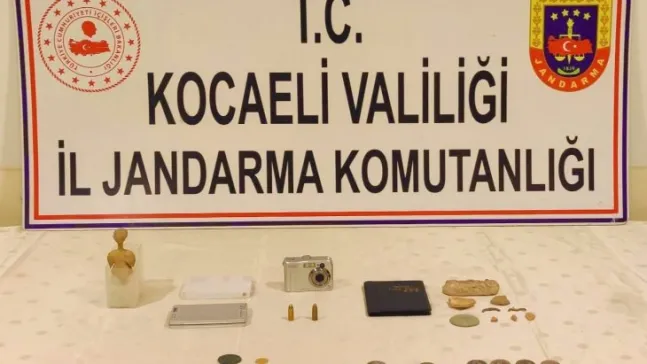 T.C.
KOCAELİ VALİLİĞİ
İL JANDARMA KOMUTANLIĞI
JANDARMA